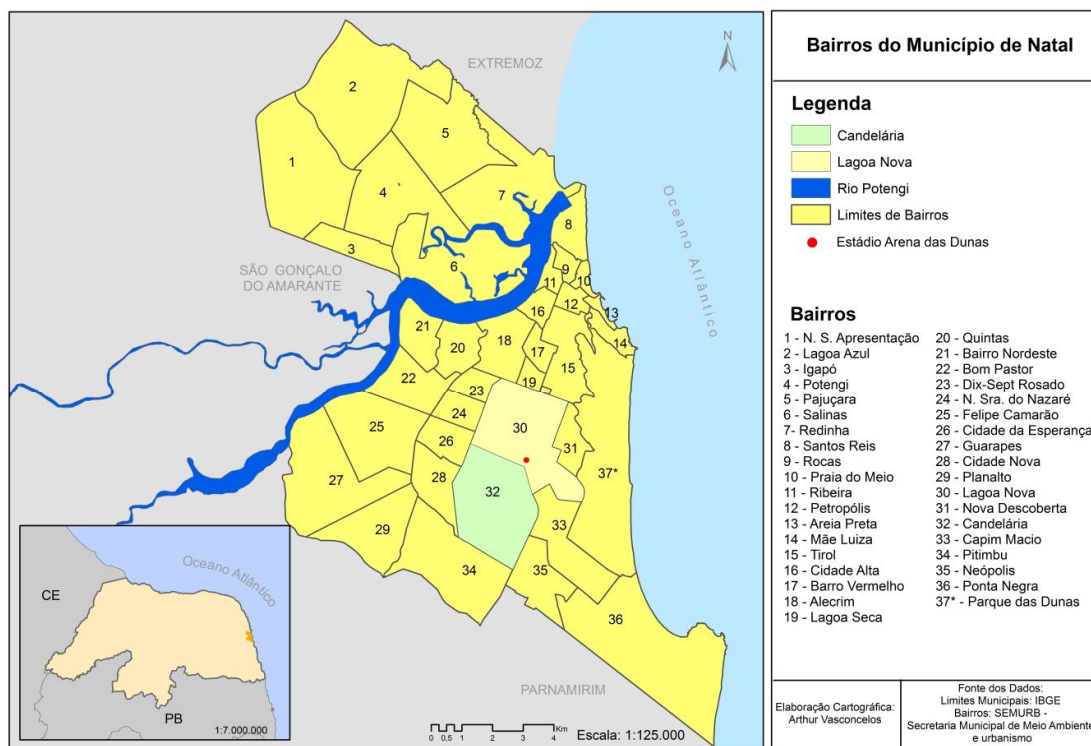 EXTREMOZ
N
2
5
1
4
7
8
3
SÃO GONÇALO
DO AMARANTE
6
9
10
11
12
13
16
14
21
18
20
17
15
19
22
23
24
30
31
25
26
37*
27
28
32
33
29
34
35
36
Oceano Atlântico
PARNAMIRIM
Oceano Atlântico
CE
PB
1:7.000.000
0 0,5 1 2 3 4
Km
Escala: 1:125.000
Bairros do Município de Natal
Legenda
Candelária
Lagoa Nova
Rio Potengi
Limites de Bairros
Estádio Arena das Dunas
Bairros
1 - N. S. Apresentação
2 - Lagoa Azul
3 - Igapó
4 - Potengi
5 - Pajuçara
6 - Salinas
7- Redinha
8 - Santos Reis
9 - Rocas
10 - Praia do Meio
11 - Ribeira
12 - Petropólis
13 - Areia Preta
14 - Mãe Luiza
15 - Tirol
16 - Cidade Alta
17 - Barro Vermelho
18 - Alecrim
19 - Lagoa Seca
20 - Quintas
21 - Bairro Nordeste
22 - Bom Pastor
23 - Dix-Sept Rosado
24 - N. Sra. do Nazaré
25 - Felipe Camarão
26 - Cidade da Esperança
27 - Guarapes
28 - Cidade Nova
29 - Planalto
30 - Lagoa Nova
31 - Nova Descoberta
32 - Candelária
33 - Capim Macio
34 - Pitimbu
35 - Neópolis
36 - Ponta Negra
37* - Parque das Dunas
Elaboração Cartográfica:
Arthur Vasconcelos
Fonte dos Dados:
Limites Municipais: IBGE
Bairros: SEMURB -
Secretaria Municipal de Meio Ambiente
e urbanismo